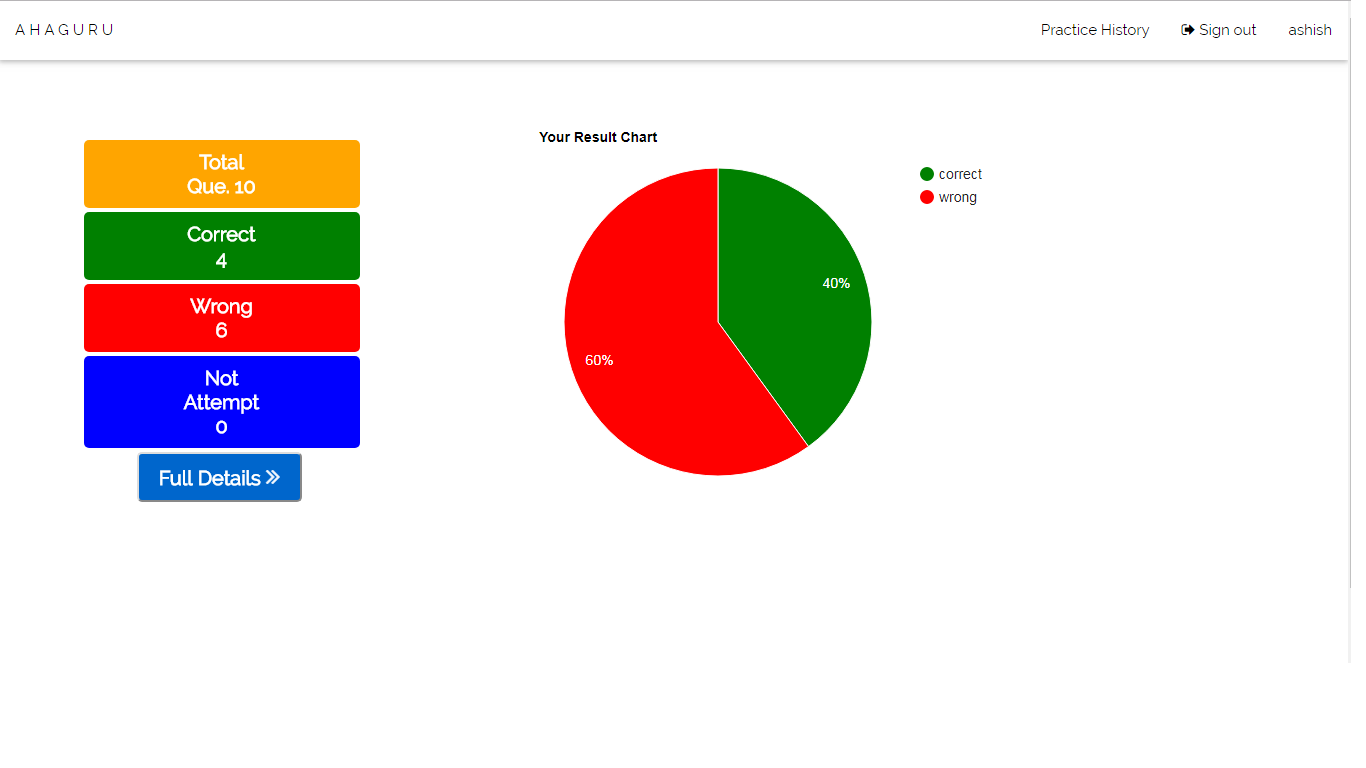 AHAGURU
Practice History
Sign out
ashish
Total
Que. 10
Correct
4
Wrong
6
Not
Attempt
0
Full Details »
Your Result Chart
correct
wrong
40%
60%